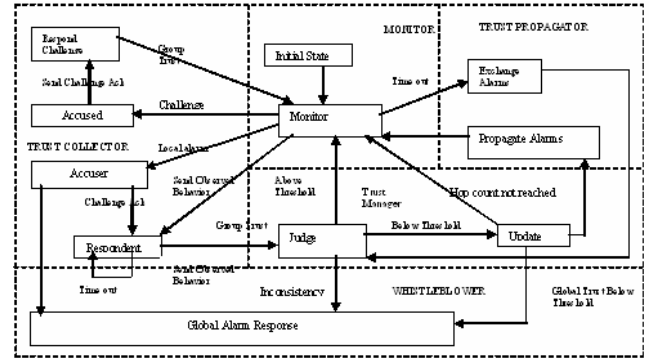 MONITOR
TRUST PROPAGATOR
Respond
Challenge
Group
Trust
Initial State
Time out
Exchange
Alarms
Send Challenge Ack
Accused
Challenge
Monitor
Propagate Alarms
TRUST COLLECTOR
Local alarm
Accuser
Send Observed
Behavior
Above
Threshold
Trust
Manager
Hop count not reached
Challenge Ack
Group Trust
Judge
Below Threshold
Update
Respondent
Time out
Send Observed
Behavior
Inconsistency
WHISTLEBLOWER
Global Trust Below
Threshold
Global Alarm Response